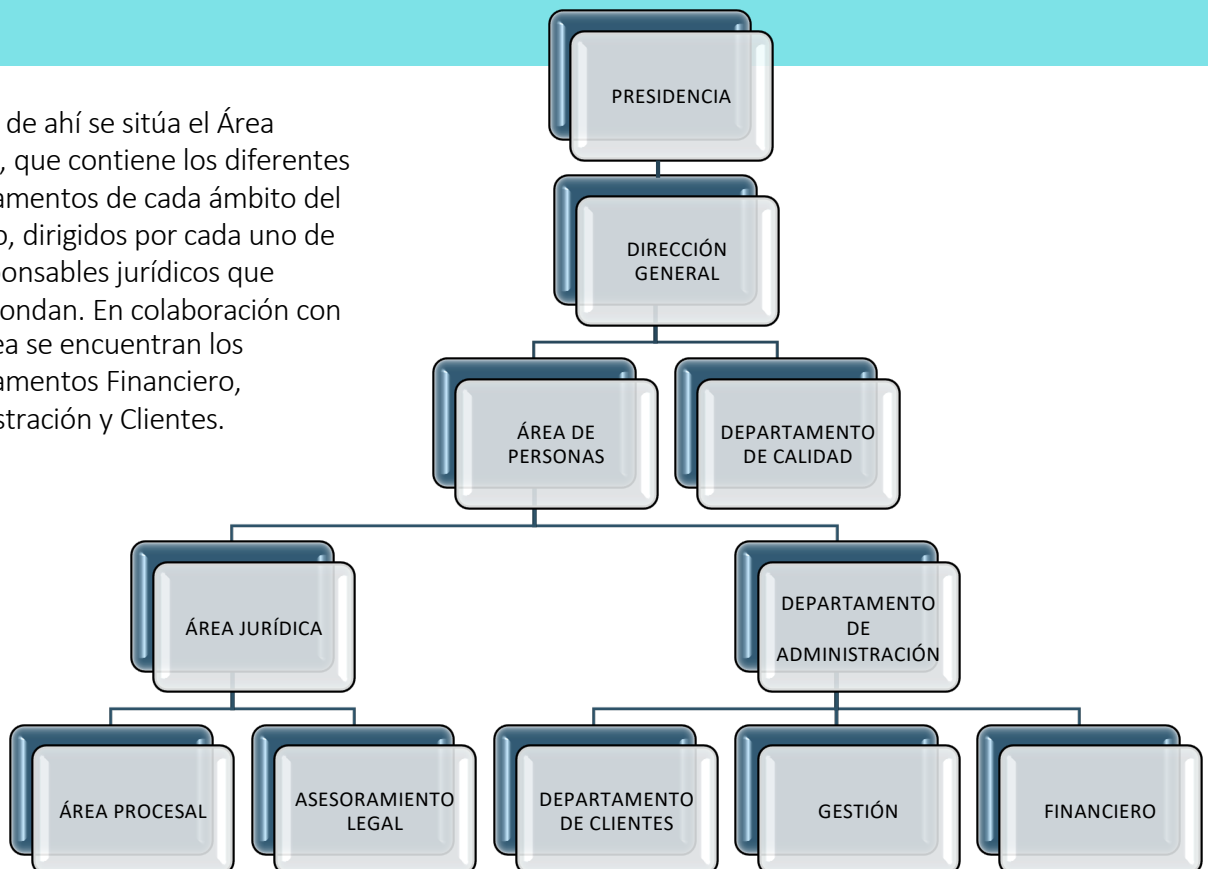 de ahí se sitúa el Área
, que contiene los diferentes
amentos de cada ámbito del
o, dirigidos por cada uno de
ponsables jurídicos que
ondan. En colaboración con
ea se encuentran los
amentos Financiero,
stración y Clientes.
PRESIDENCIA
DIRECCIÓN
GENERAL
ÁREA DE
PERSONAS
DEPARTAMENTO
DE CALIDAD
ÁREA JURÍDICA
DEPARTAMENTO
DE
ADMINISTRACIÓN
ÁREA PROCESAL
ASESORAMIENTO
LEGAL
DEPARTAMENTO
DE CLIENTES
GESTIÓN
FINANCIERO